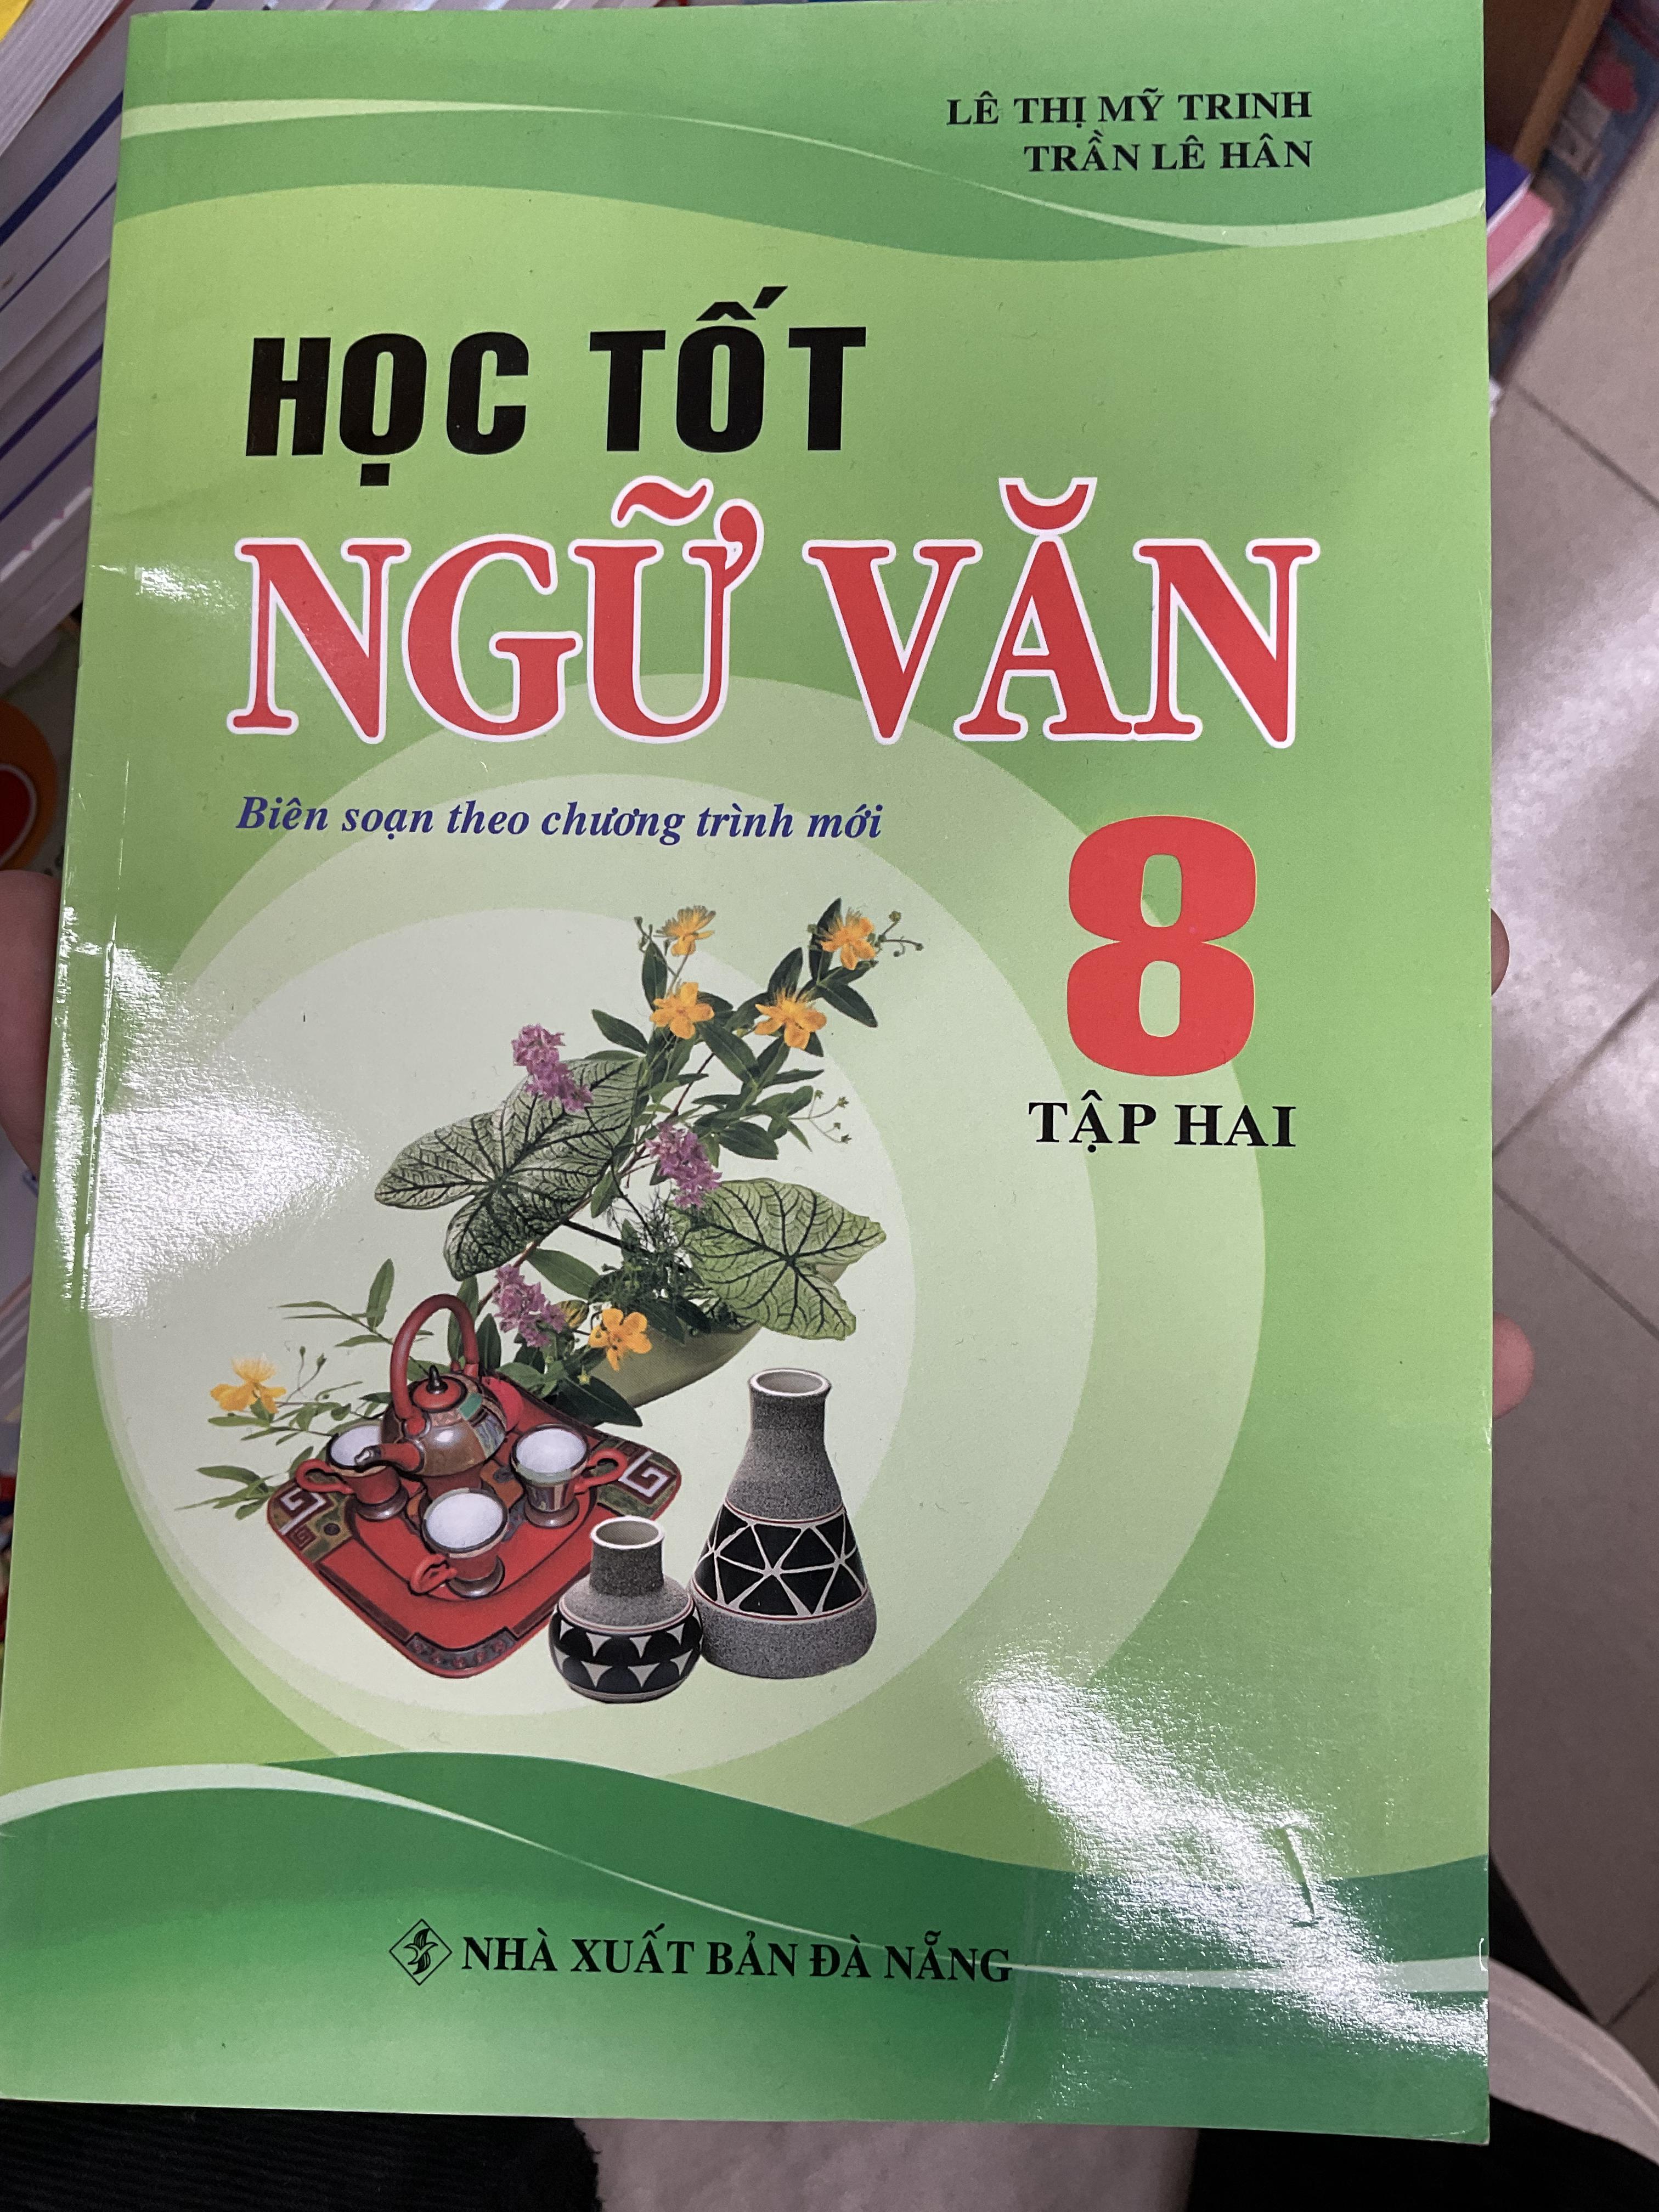 LÊ THỊ MỸ TRINH
TRẦN LÊ HÂN
HỌC TỐT
NGỮ VĂN
Biên soạn theo chương trình mới
8
TẬP HAI
NHÀ XUẤT BẢN ĐÀ NẴNG